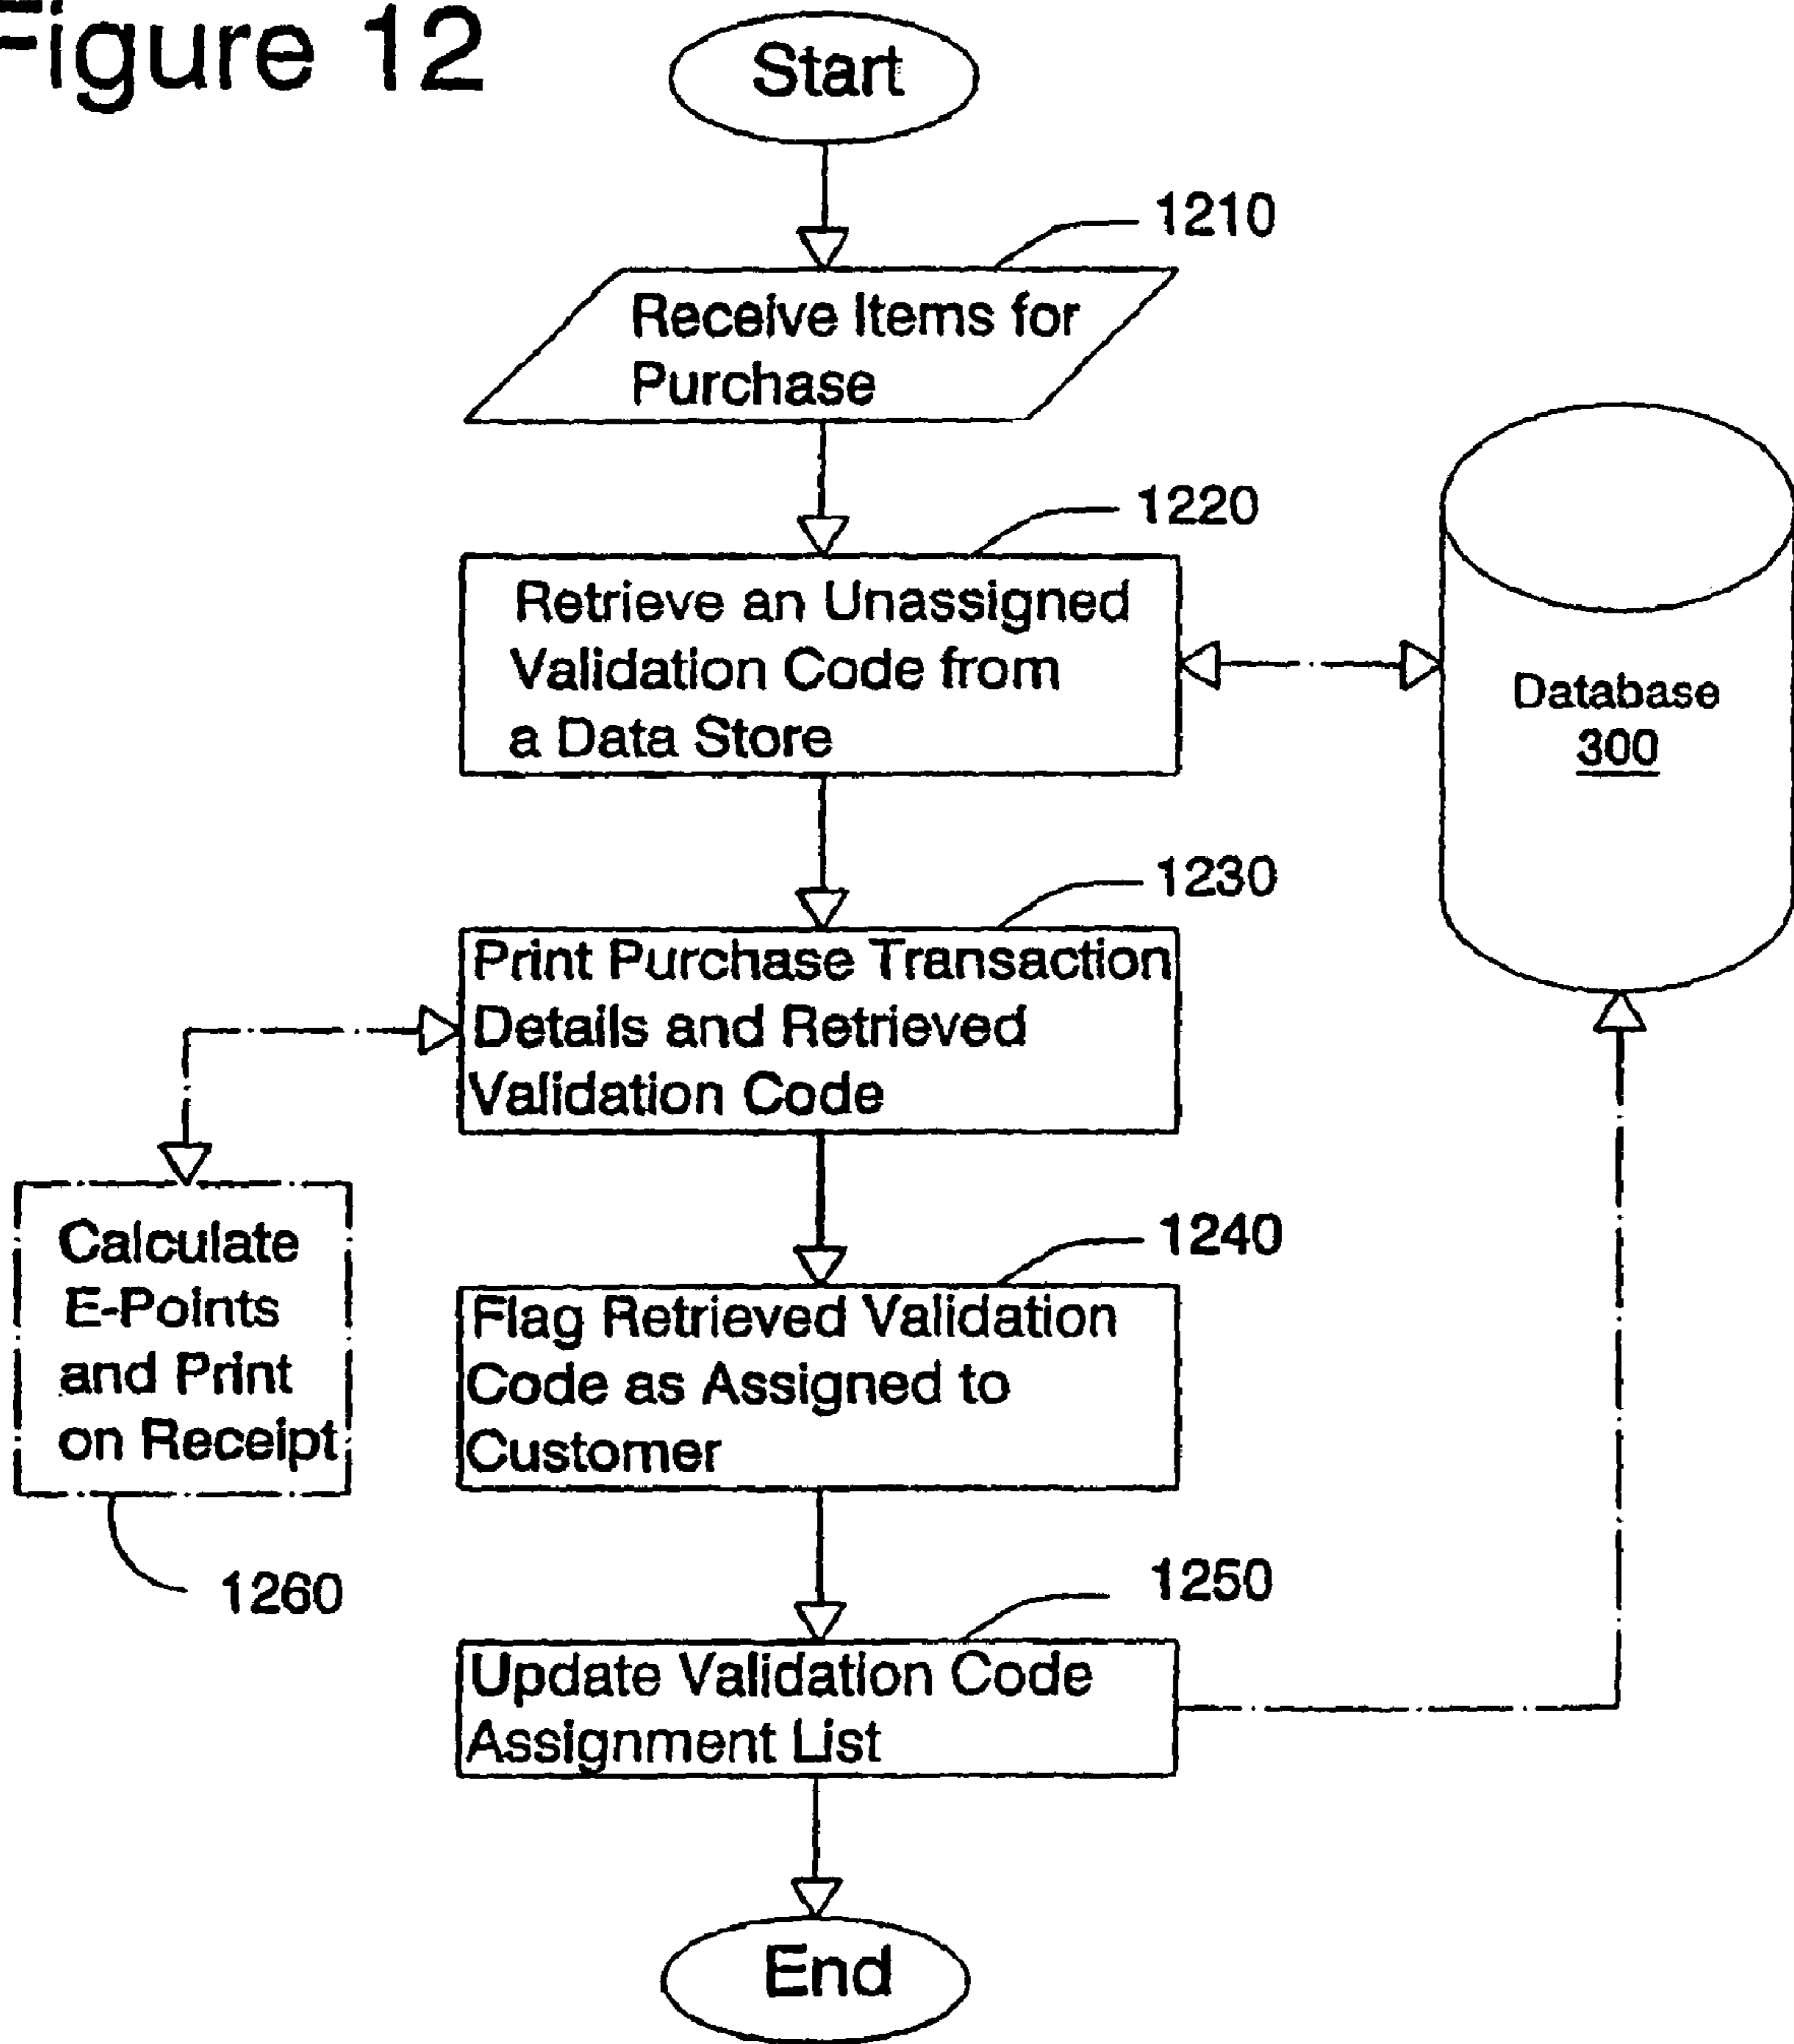 Figure 12
Start
1210
Receive Items for
Purchase
1220
Retrieve an Unassigned
Validation Code from
a Data Store
Database
300
1230
Print Purchase Transaction
Details and Retrieved
Validation Code
1240
Calculate
E-Points
and Print
on Receipt
Flag Retrieved Validation
Code as Assigned to
Customer
1260
1250
Update Validation Code
Assignment List
End